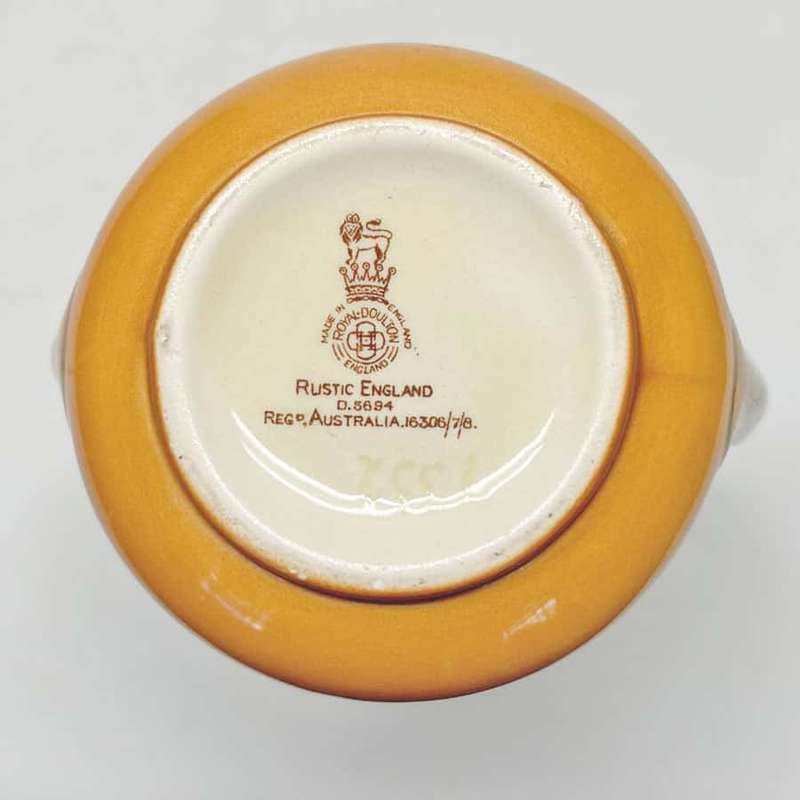 MADE IN ENGLAND
ROYAL·DOULTON
ENGLAND
RUSTIC ENGLAND
D.5694
REGD. AUSTRALIA.16306/7/8.